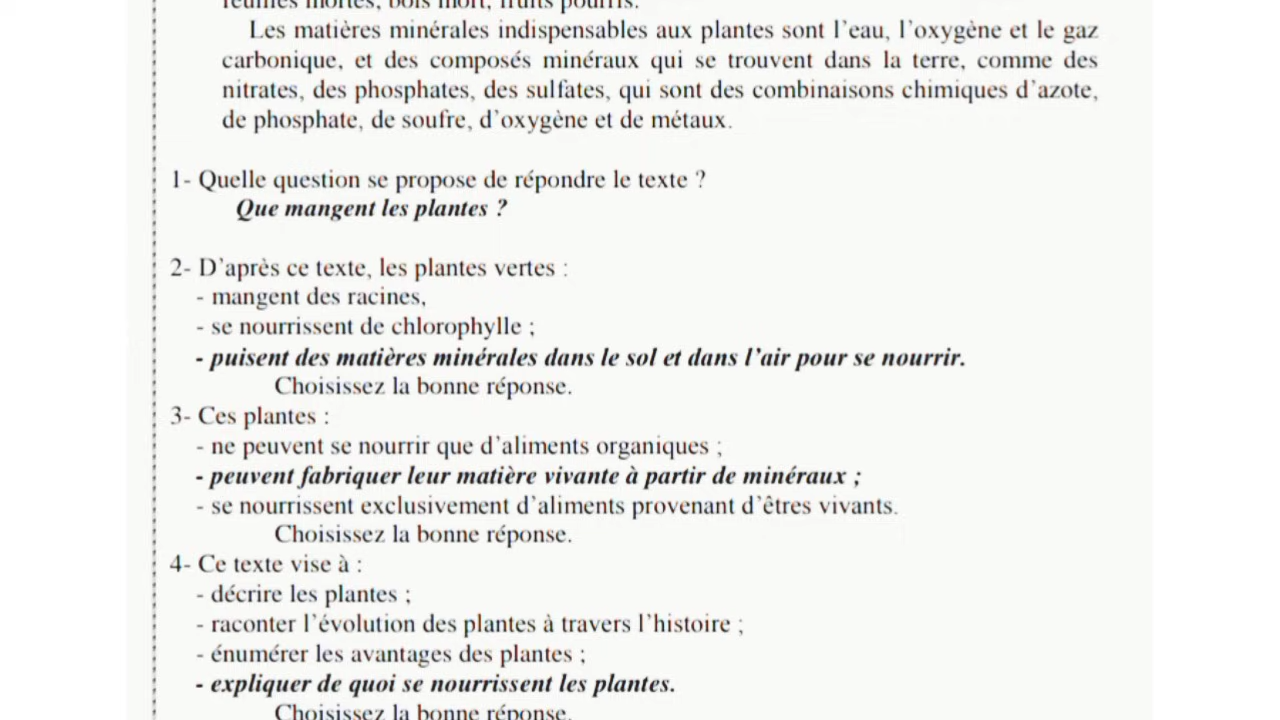 feuilles mortes, bois mort, fruits pourris.
Les matières minérales indispensables aux plantes sont l'eau, l'oxygène et le gaz
carbonique, et des composés minéraux qui se trouvent dans la terre, comme des
nitrates, des phosphates, des sulfates, qui sont des combinaisons chimiques d'azote,
de phosphate, de soufre, d'oxygène et de métaux.
1- Quelle question se propose de répondre le texte ?
Que mangent les plantes ?
2- D'après ce texte, les plantes vertes :
- mangent des racines,
- se nourrissent de chlorophylle ;
- puisent des matières minérales dans le sol et dans l'air pour se nourrir.
Choisissez la bonne réponse.
3- Ces plantes :
- ne peuvent se nourrir que d'aliments organiques ;
- peuvent fabriquer leur matière vivante à partir de minéraux ;
- se nourrissent exclusivement d'aliments provenant d'êtres vivants.
Choisissez la bonne réponse.
4- Ce texte vise à :
- décrire les plantes ;
- raconter l'évolution des plantes à travers l'histoire ;
- énumérer les avantages des plantes ;
- expliquer de quoi se nourrissent les plantes.
Choisissez la bonne réponse.